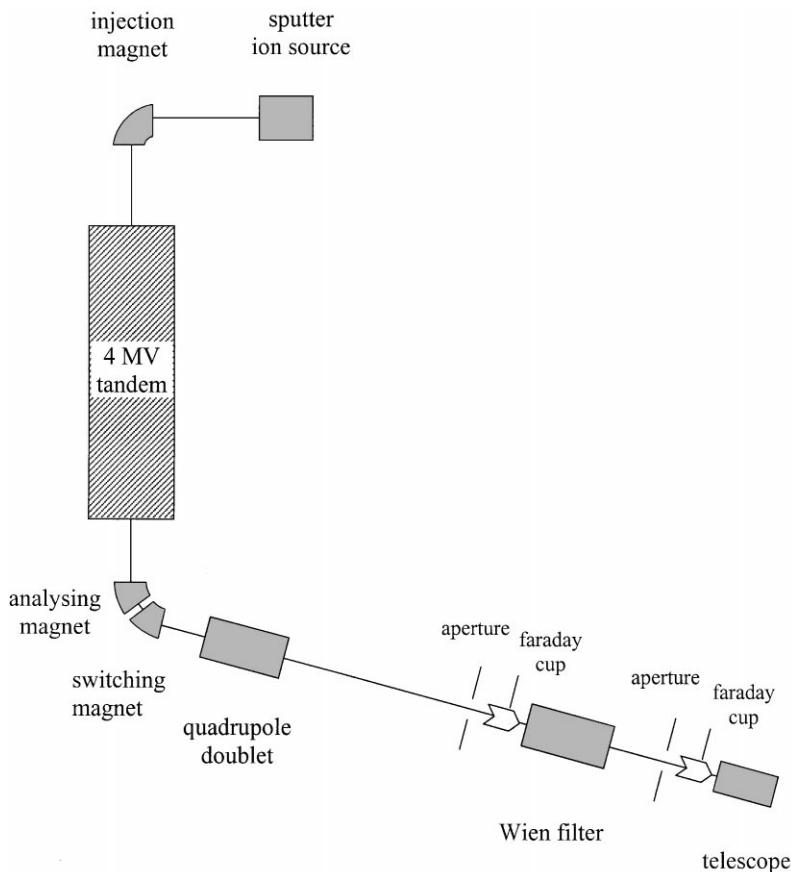 injection
magnet
sputter
ion source
4 MV
tandem
analysing
magnet
switching
magnet
quadrupole
doublet
aperture
faraday
cup
Wien filter
aperture
faraday
cup
telescope